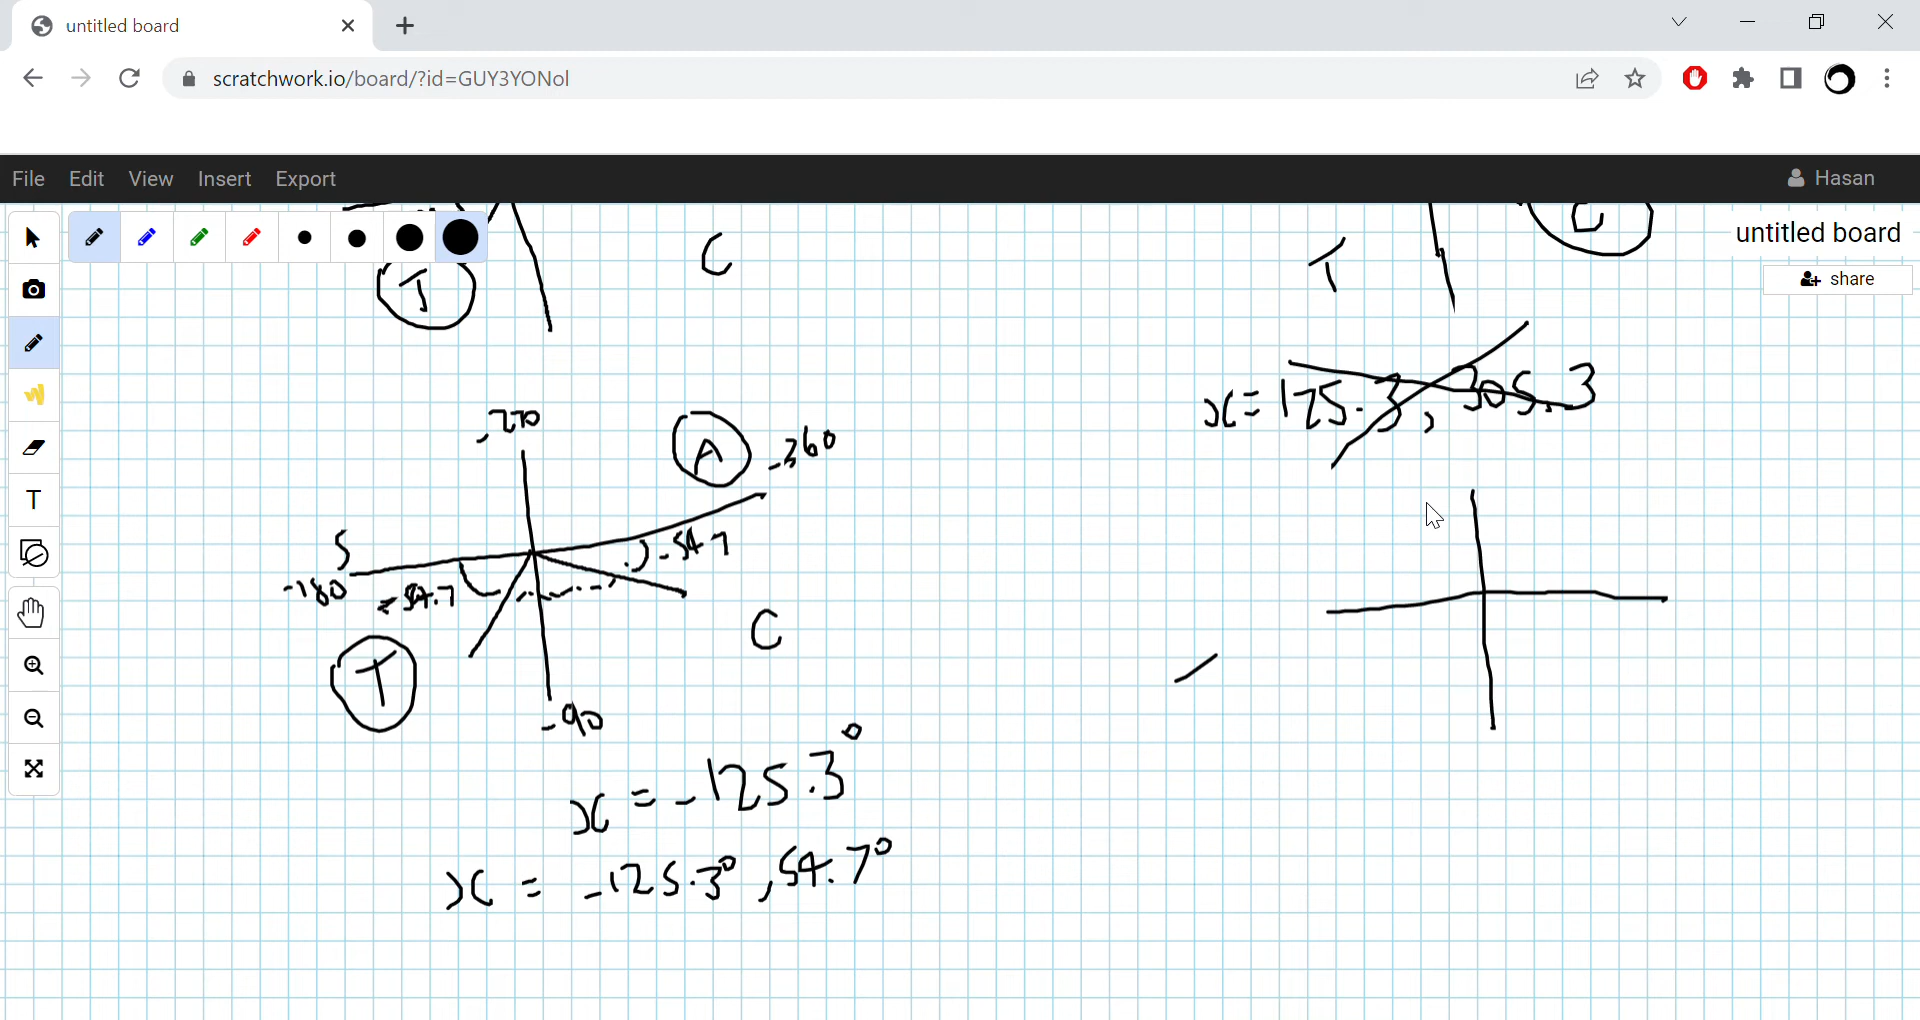 untitled board
scratchwork.io/board/?id=GUY3YONol
File Edit View Insert Export
Hasan
untitled board
share
T
C
T
C
x = 125.3, 305.3
-270
A
-360
S
-54.7
-180
-54.7
C
T
T
-90
x = -125.3°
x = -125.3°, 54.7°